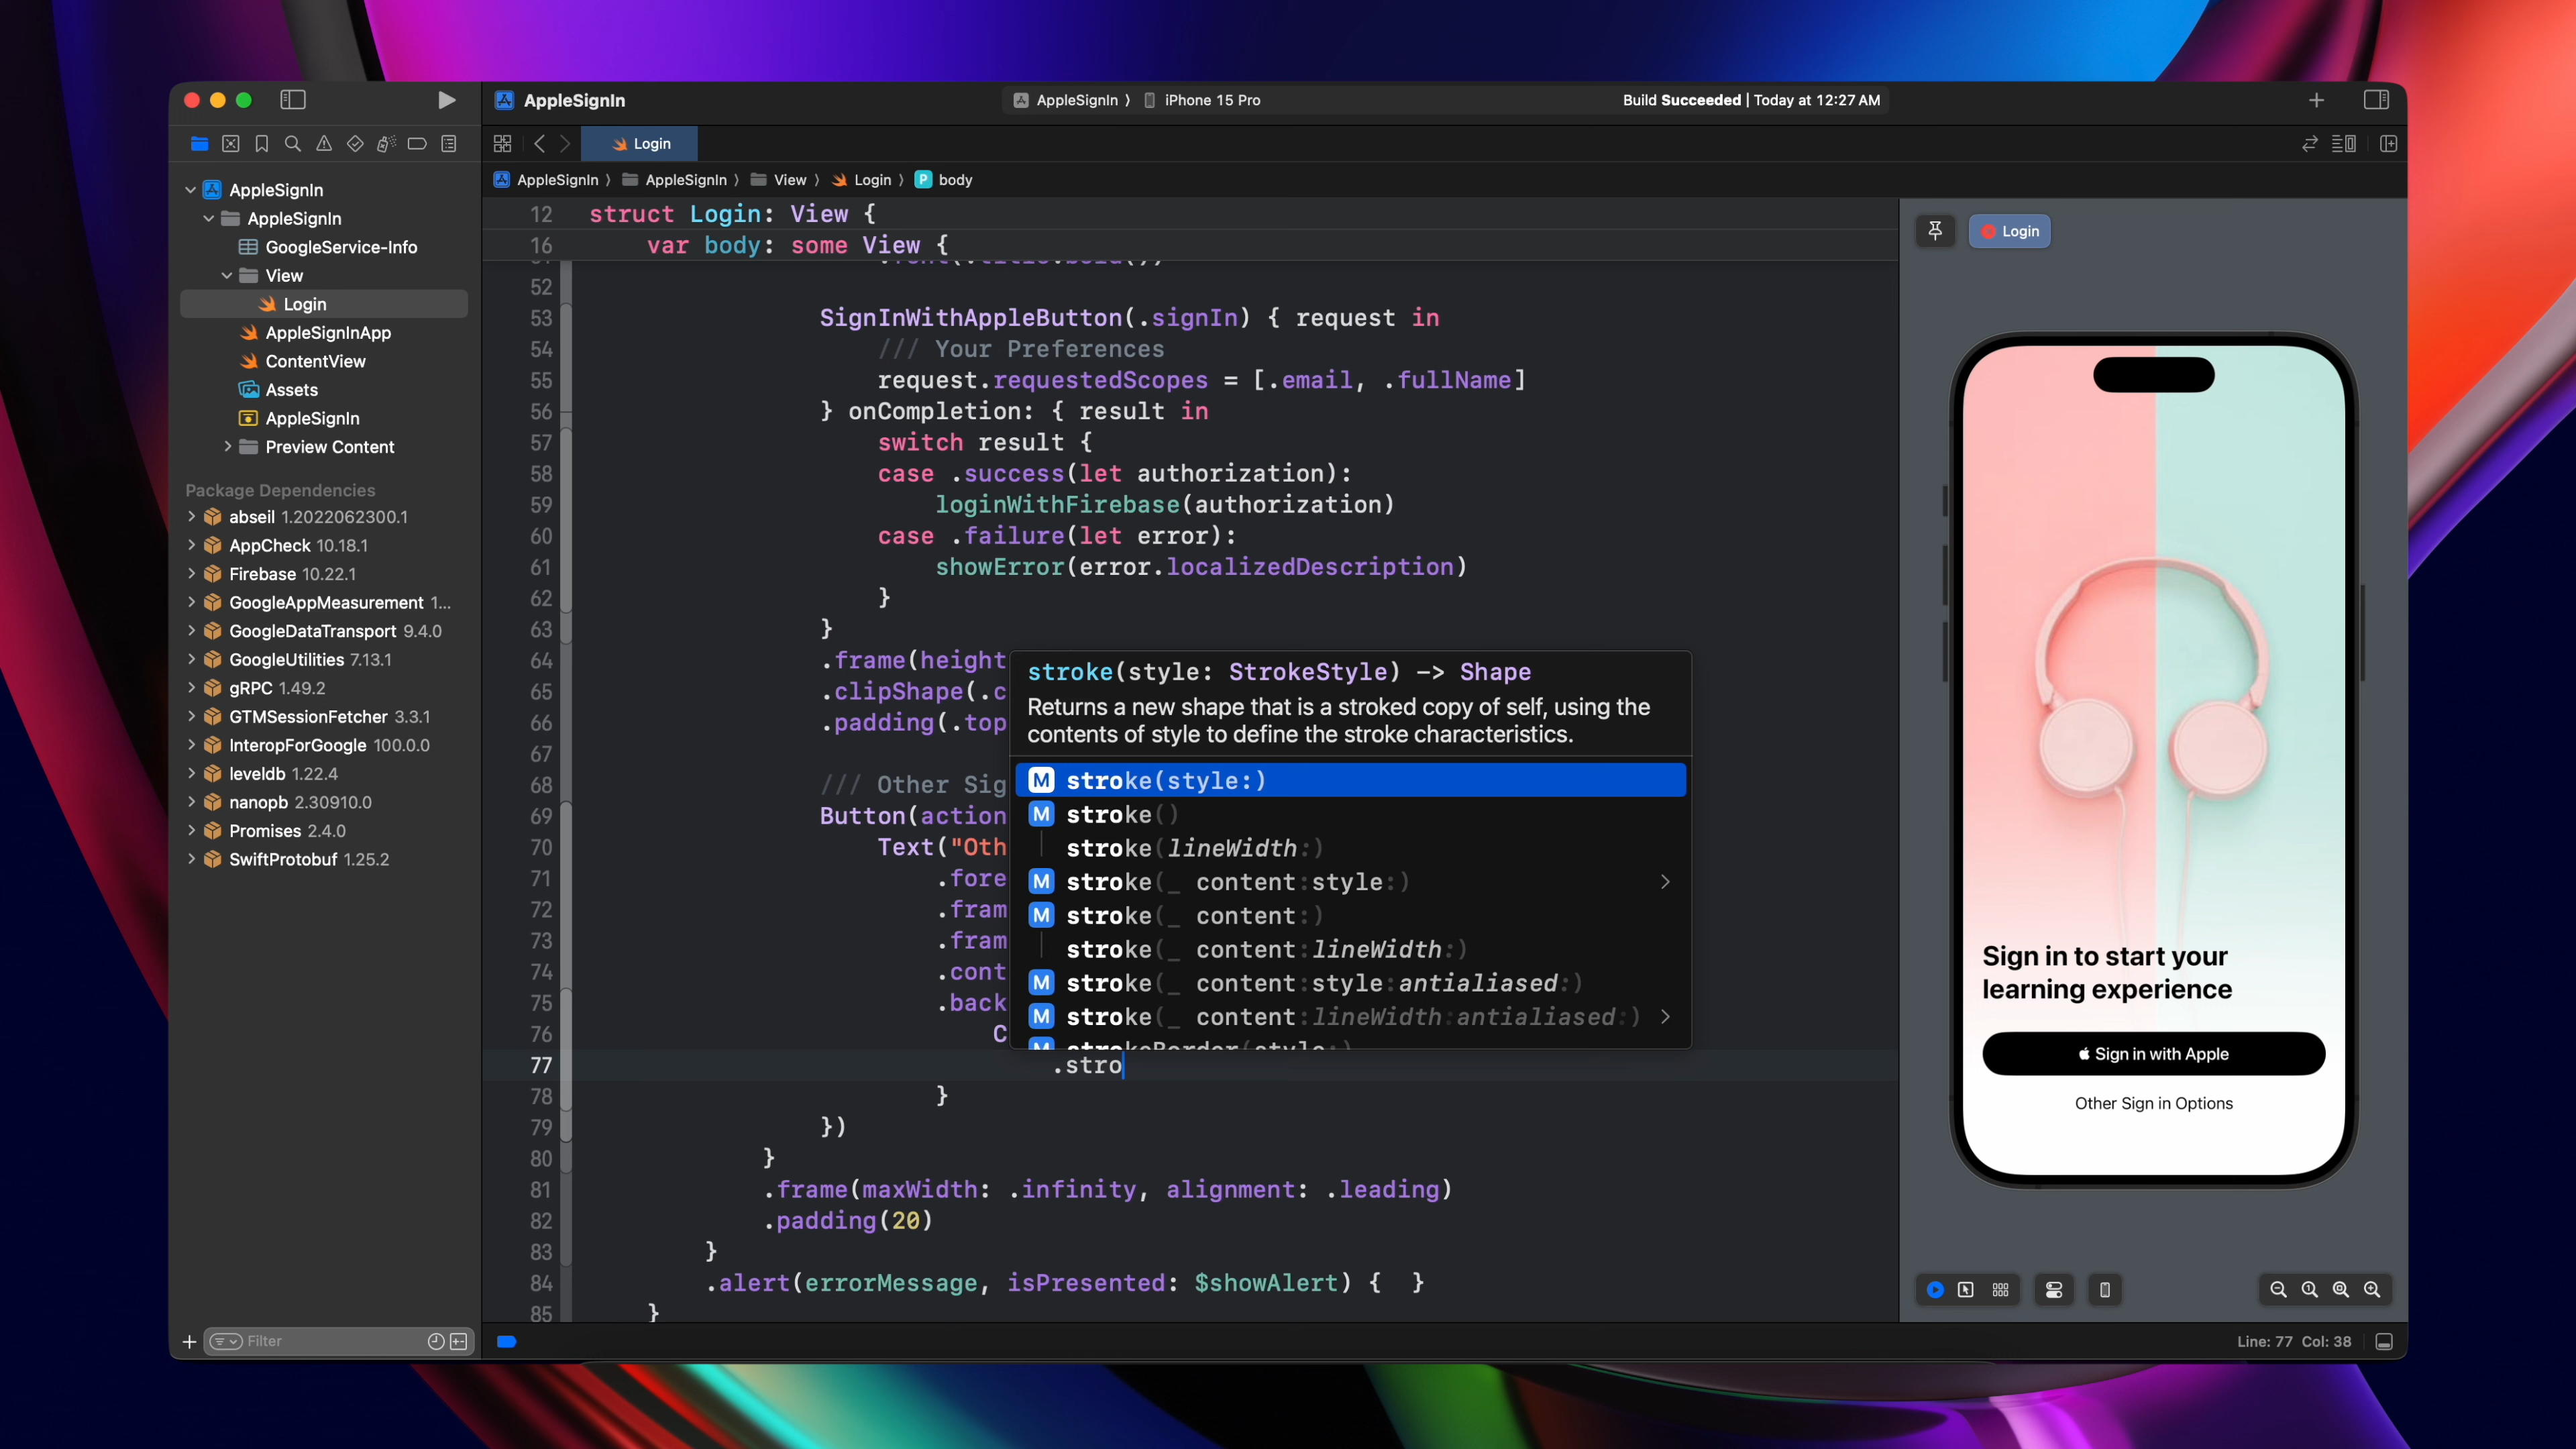 AppleSignIn
AppleSignIn ⟩ iPhone 15 Pro
Build Succeeded | Today at 12:27 AM
Login
AppleSignIn ⟩ AppleSignIn ⟩ View ⟩ Login ⟩ P body
AppleSignIn
AppleSignIn
GoogleService-Info
View
Login
AppleSignInApp
ContentView
Assets
AppleSignIn
Preview Content
Package Dependencies
abseil 1.2022062300.1
AppCheck 10.18.1
Firebase 10.22.1
GoogleAppMeasurement 1...
GoogleDataTransport 9.4.0
GoogleUtilities 7.13.1
gRPC 1.49.2
GTMSessionFetcher 3.3.1
InteropForGoogle 100.0.0
leveldb 1.22.4
nanopb 2.30910.0
Promises 2.4.0
SwiftProtobuf 1.25.2
Filter
12 struct Login: View {
16 var body: some View {
52
53 SignInWithAppleButton(.signIn) { request in
54 /// Your Preferences
55 request.requestedScopes = [.email, .fullName]
56 } onCompletion: { result in
57 switch result {
58 case .success(let authorization):
59 loginWithFirebase(authorization)
60 case .failure(let error):
61 showError(error.localizedDescription)
62 }
63 }
64 .frame(height
65 .clipShape(.c
66 .padding(.top
67
68 /// Other Sig
69 Button(action
70 Text("Oth
71 .fore
72 .fram
73 .fram
74 .cont
75 .back
76 C
77 .stro
78 }
79 })
80 }
81 .frame(maxWidth: .infinity, alignment: .leading)
82 .padding(20)
83 }
84 .alert(errorMessage, isPresented: $showAlert) { }
85 }
stroke(style: StrokeStyle) -> Shape
Returns a new shape that is a stroked copy of self, using the
contents of style to define the stroke characteristics.
M stroke(style:)
M stroke()
stroke(lineWidth:)
M stroke(_ content:style:)
M stroke(_ content:)
stroke(_ content:lineWidth:)
M stroke(_ content:style:antialiased:)
M stroke(_ content:lineWidth:antialiased:)
M strokeBorder(style:)
Login
Sign in to start your
learning experience
Sign in with Apple
Other Sign in Options
Line: 77 Col: 38